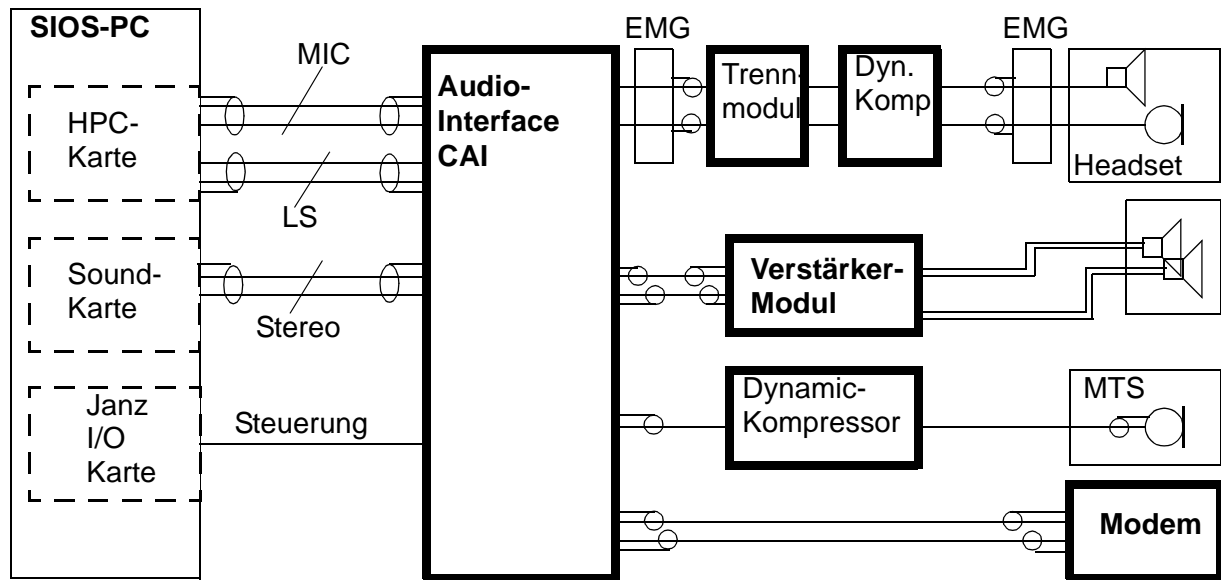 SIOS-PC
HPC-
Karte
Sound-
Karte
Janz
I/O
Karte
MIC
LS
Stereo
Steuerung
Audio-
Interface
CAI
EMG
Trenn-
modul
Dyn.
Komp
EMG
Headset
Verstärker-
Modul
Dynamic-
Kompressor
MTS
Modem